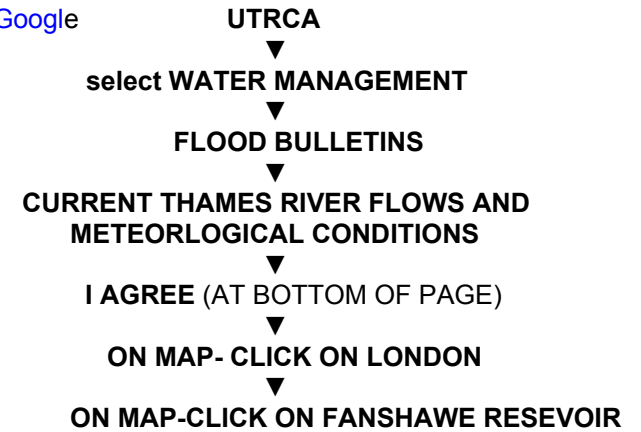 Google UTRCA
▼
select WATER MANAGEMENT
▼
FLOOD BULLETINS
▼
CURRENT THAMES RIVER FLOWS AND
METEORLOGICAL CONDITIONS
▼
I AGREE (AT BOTTOM OF PAGE)
▼
ON MAP- CLICK ON LONDON
▼
ON MAP-CLICK ON FANSHAWE RESEVOIR